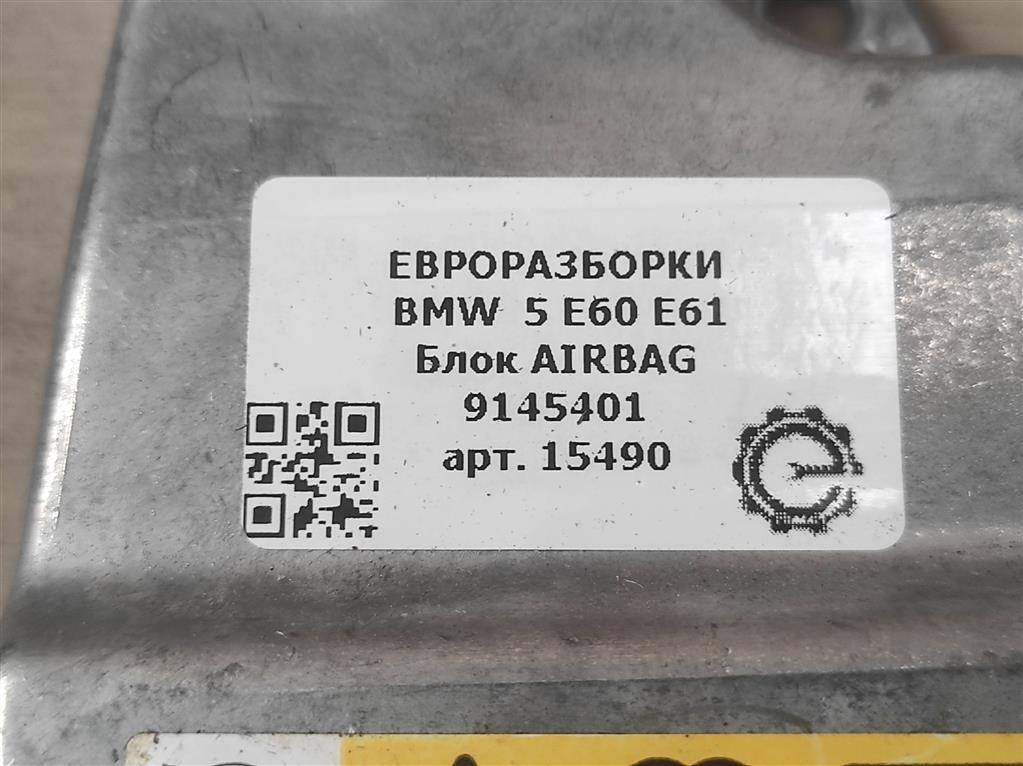 ЕВРОРАЗБОРКИ
BMW 5 E60 E61
Блок AIRBAG
9145401
арт. 15490